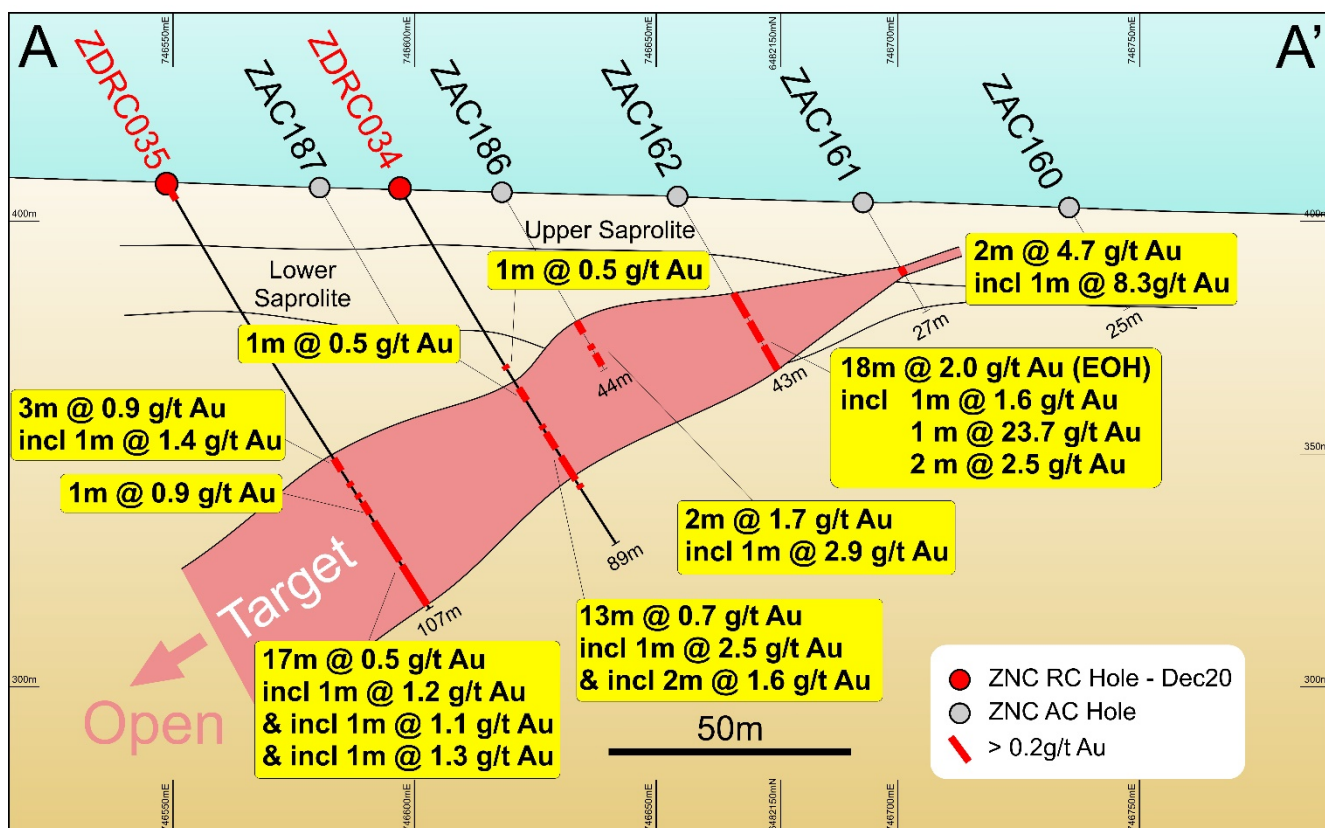 A
A'
746550mE
746600mE
746650mE
6482150mN
746700mE
746750mE
ZDRC035
ZAC187
ZDRC034
ZAC186
ZAC162
ZAC161
ZAC160
400m
400m
Upper Saprolite
Lower
Saprolite
1m @ 0.5 g/t Au
2m @ 4.7 g/t Au
incl 1m @ 8.3g/t Au
27m
25m
1m @ 0.5 g/t Au
44m
43m
18m @ 2.0 g/t Au (EOH)
incl 1m @ 1.6 g/t Au
1 m @ 23.7 g/t Au
2 m @ 2.5 g/t Au
3m @ 0.9 g/t Au
incl 1m @ 1.4 g/t Au
350m
350m
1m @ 0.9 g/t Au
2m @ 1.7 g/t Au
incl 1m @ 2.9 g/t Au
89m
107m
Target
Open
13m @ 0.7 g/t Au
incl 1m @ 2.5 g/t Au
& incl 2m @ 1.6 g/t Au
17m @ 0.5 g/t Au
incl 1m @ 1.2 g/t Au
& incl 1m @ 1.1 g/t Au
& incl 1m @ 1.3 g/t Au
300m
300m
50m
ZNC RC Hole - Dec20
ZNC AC Hole
> 0.2g/t Au
746550mE
746600mE
746650mE
6482150mN
746700mE
746750mE